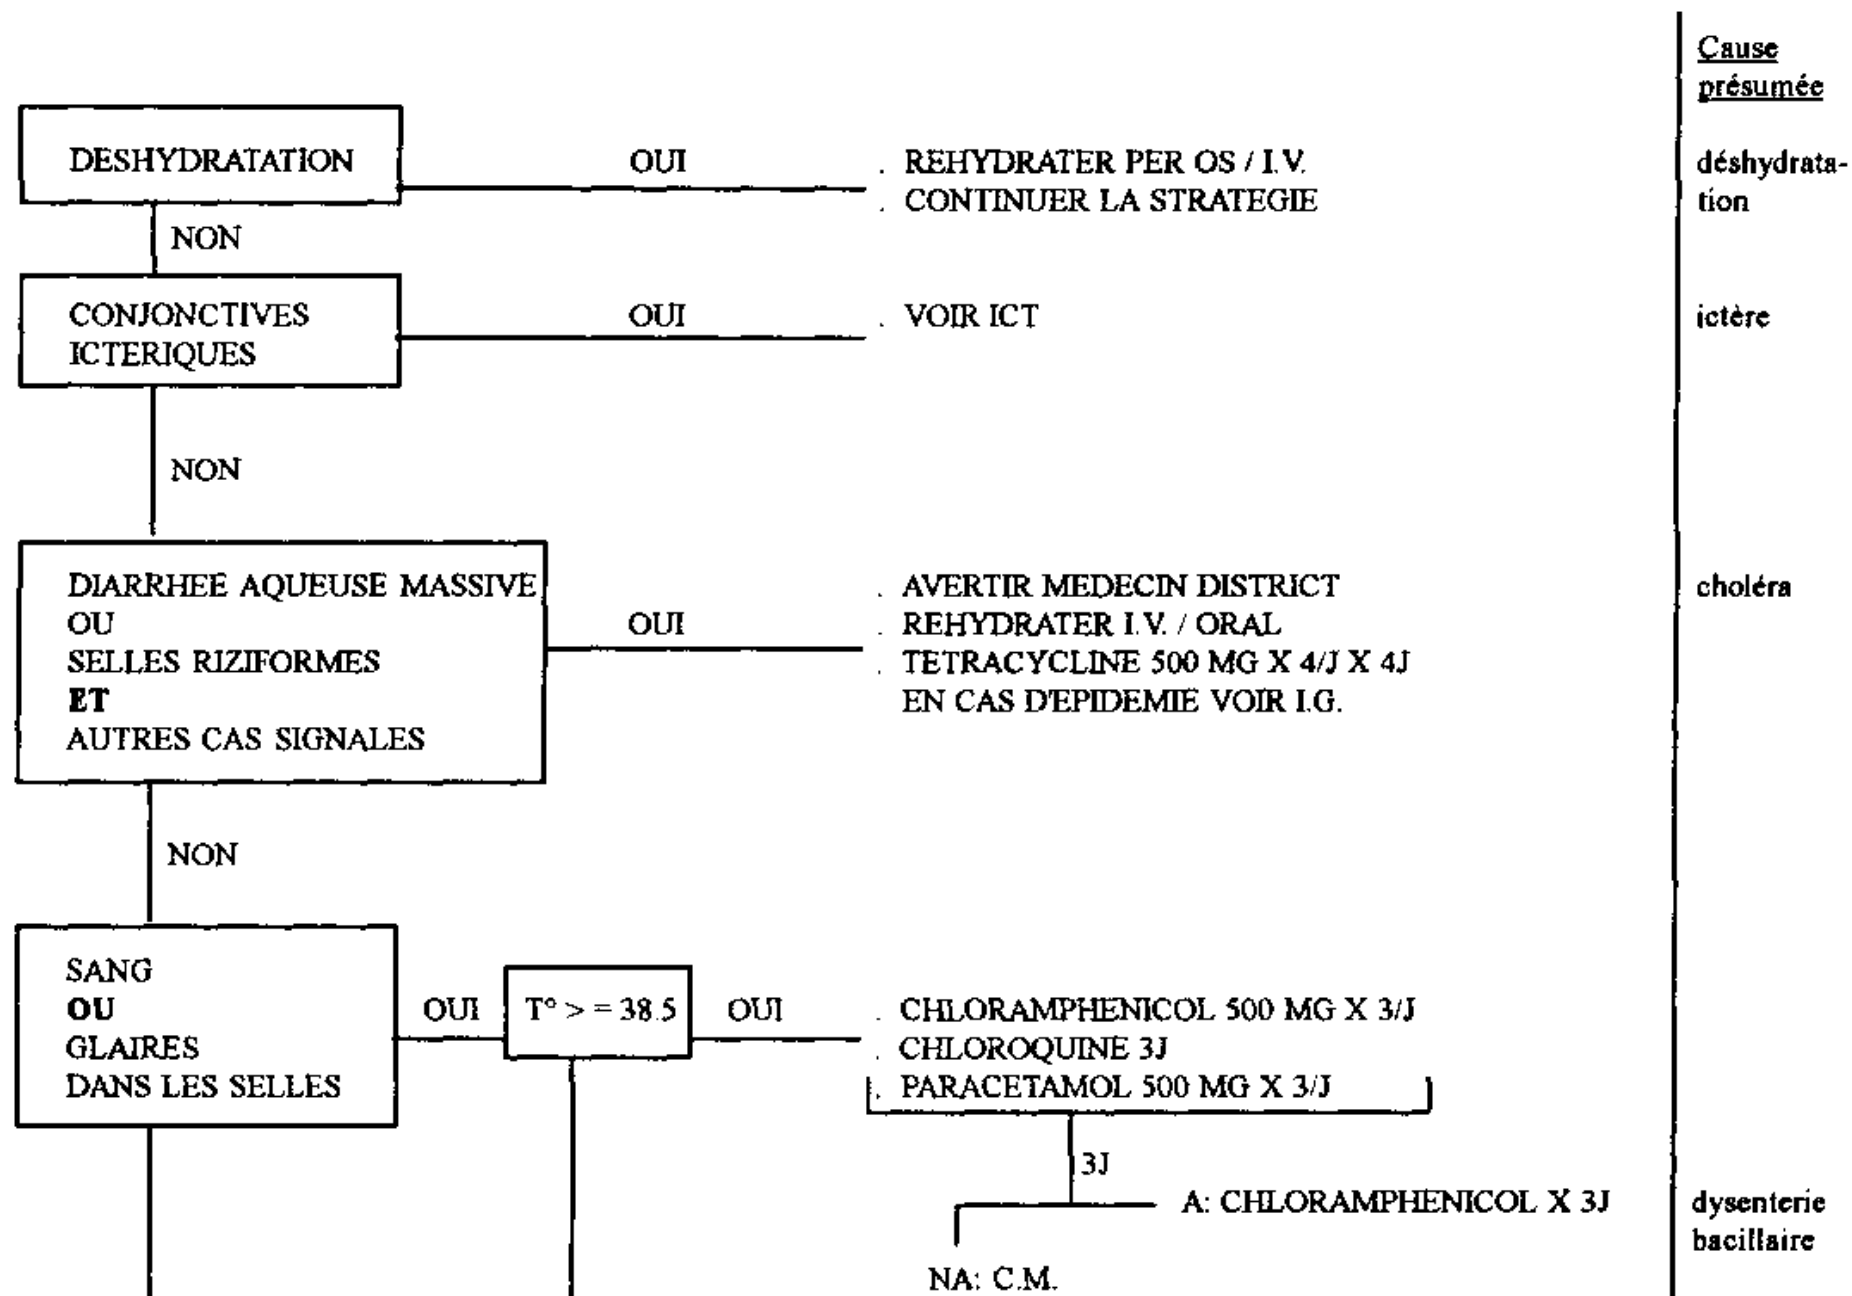 Cause
présumée
DESHYDRATATION
OUI
. REHYDRATER PER OS / I.V.
. CONTINUER LA STRATEGIE
déshydrata-
tion
NON
CONJONCTIVES
ICTERIQUES
OUI
. VOIR ICT
ictère
NON
DIARRHEE AQUEUSE MASSIVE
OU
SELLES RIZIFORMES
ET
AUTRES CAS SIGNALES
OUI
. AVERTIR MEDECIN DISTRICT
. REHYDRATER I.V. / ORAL
. TETRACYCLINE 500 MG X 4/J X 4J
EN CAS D'EPIDEMIE VOIR I.G.
choléra
NON
SANG
OU
GLAIRES
DANS LES SELLES
OUI
T° > = 38.5
OUI
. CHLORAMPHENICOL 500 MG X 3/J
. CHLOROQUINE 3J
. PARACETAMOL 500 MG X 3/J
3J
A: CHLORAMPHENICOL X 3J
dysenterie
bacillaire
NA: C.M.